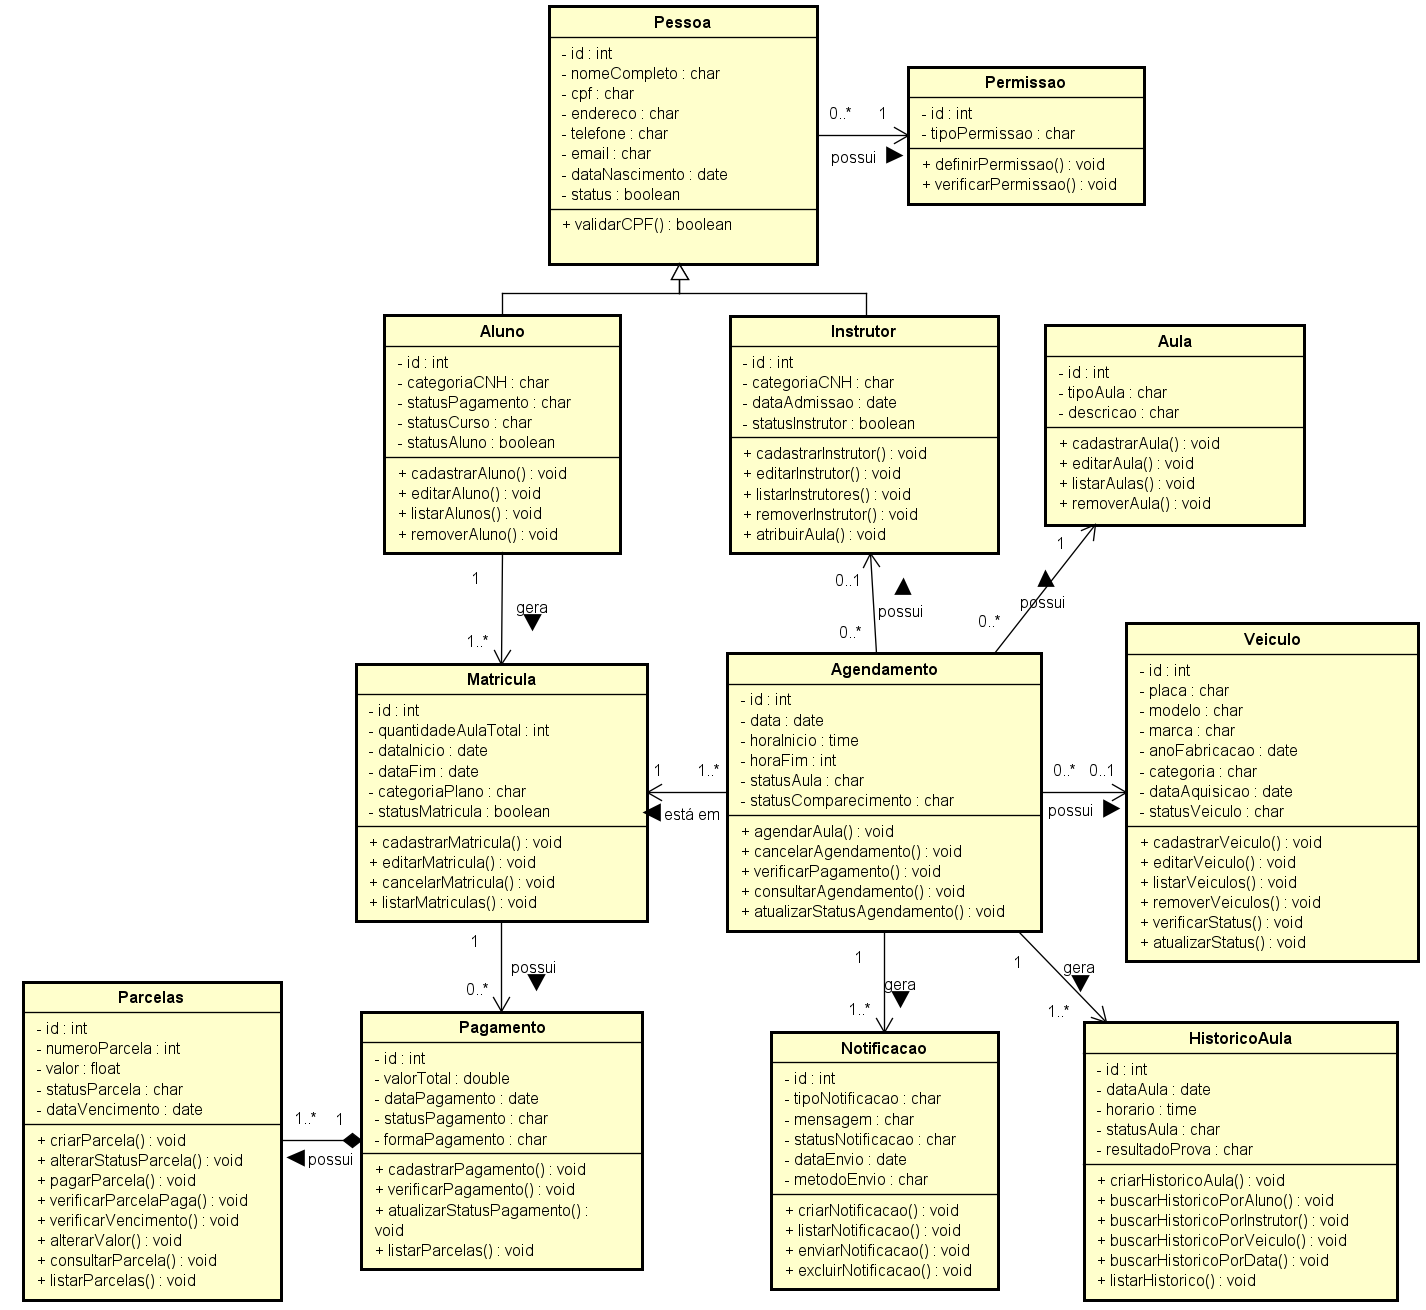 Pessoa
- id : int
- nomeCompleto : char
- cpf : char
- endereco : char
- telefone : char
- email : char
- dataNascimento : date
- status : boolean
+ validarCPF() : boolean
0..*
1
possui
Permissao
- id : int
- tipoPermissao : char
+ definirPermissao() : void
+ verificarPermissao() : void
Aluno
- id : int
- categoriaCNH : char
- statusPagamento : char
- statusCurso : char
- statusAluno : boolean
+ cadastrarAluno() : void
+ editarAluno() : void
+ listarAlunos() : void
+ removerAluno() : void
Instrutor
- id : int
- categoriaCNH : char
- dataAdmissao : date
- statusInstrutor : boolean
+ cadastrarInstrutor() : void
+ editarInstrutor() : void
+ listarInstrutores() : void
+ removerInstrutor() : void
+ atribuirAula() : void
Aula
- id : int
- tipoAula : char
- descricao : char
+ cadastrarAula() : void
+ editarAula() : void
+ listarAulas() : void
+ removerAula() : void
1
gera
1..*
0..1
possui
0..*
1
possui
0..*
Matricula
- id : int
- quantidadeAulaTotal : int
- dataInicio : date
- dataFim : date
- categoriaPlano : char
- statusMatricula : boolean
+ cadastrarMatricula() : void
+ editarMatricula() : void
+ cancelarMatricula() : void
+ listarMatriculas() : void
1
1..*
está em
Agendamento
- id : int
- data : date
- horaInicio : time
- horaFim : int
- statusAula : char
- statusComparecimento : char
+ agendarAula() : void
+ cancelarAgendamento() : void
+ verificarPagamento() : void
+ consultarAgendamento() : void
+ atualizarStatusAgendamento() : void
0..*
0..1
possui
Veiculo
- id : int
- placa : char
- modelo : char
- marca : char
- anoFabricacao : date
- categoria : char
- dataAquisicao : date
- statusVeiculo : char
+ cadastrarVeiculo() : void
+ editarVeiculo() : void
+ listarVeiculos() : void
+ removerVeiculos() : void
+ verificarStatus() : void
+ atualizarStatus() : void
1
possui
0..*
1
gera
1..*
1
gera
1..*
Parcelas
- id : int
- numeroParcela : int
- valor : float
- statusParcela : char
- dataVencimento : date
+ criarParcela() : void
+ alterarStatusParcela() : void
+ pagarParcela() : void
+ verificarParcelaPaga() : void
+ verificarVencimento() : void
+ alterarValor() : void
+ consultarParcela() : void
+ listarParcelas() : void
1..*
1
possui
Pagamento
- id : int
- valorTotal : double
- dataPagamento : date
- statusPagamento : char
- formaPagamento : char
+ cadastrarPagamento() : void
+ verificarPagamento() : void
+ atualizarStatusPagamento() :
void
+ listarParcelas() : void
Notificacao
- id : int
- tipoNotificacao : char
- mensagem : char
- statusNotificacao : char
- dataEnvio : date
- metodoEnvio : char
+ criarNotificacao() : void
+ listarNotificacao() : void
+ enviarNotificacao() : void
+ excluirNotificacao() : void
HistoricoAula
- id : int
- dataAula : date
- horario : time
- statusAula : char
- resultadoProva : char
+ criarHistoricoAula() : void
+ buscarHistoricoPorAluno() : void
+ buscarHistoricoPorInstrutor() : void
+ buscarHistoricoPorVeiculo() : void
+ buscarHistoricoPorData() : void
+ listarHistorico() : void